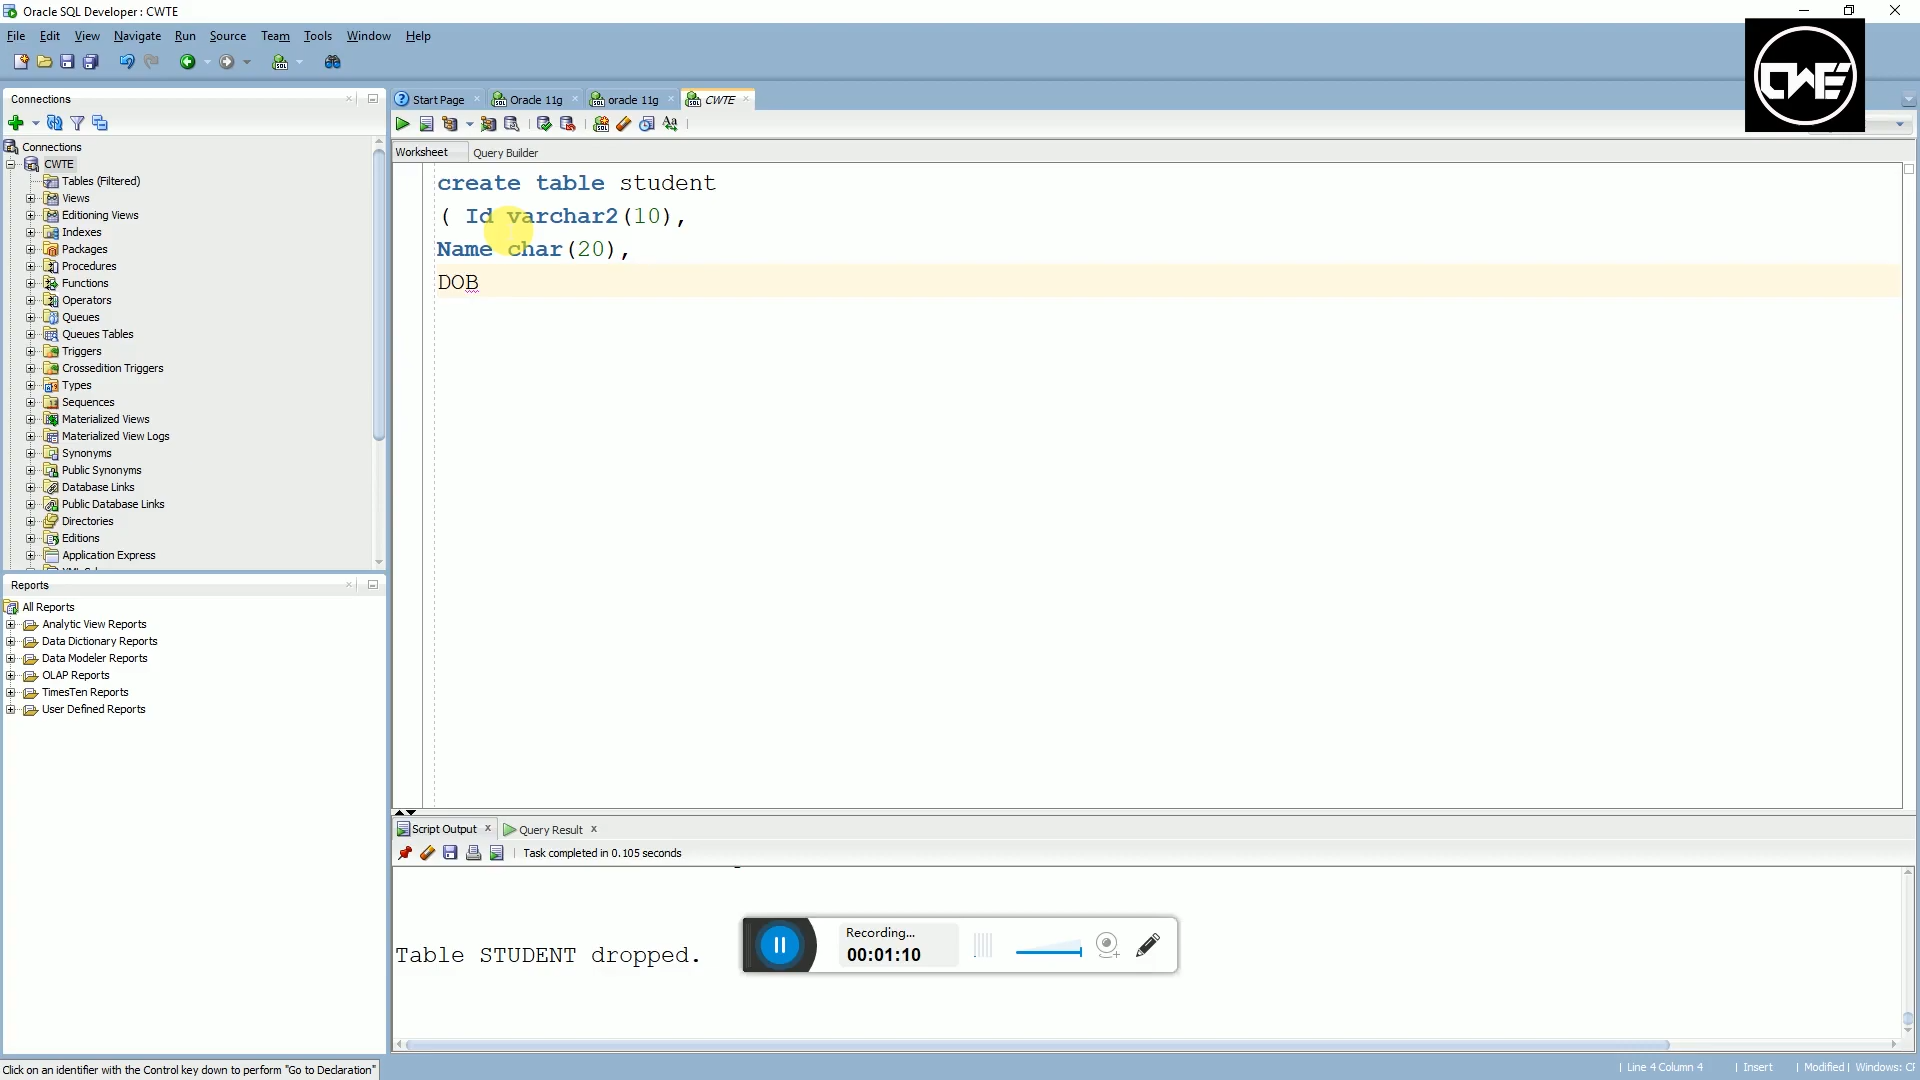 Oracle SQL Developer : CWTE
File Edit View Navigate Run Source Team Tools Window Help
CWE
Connections
Start Page
Oracle 11g
oracle 11g
CWTE
Worksheet
Query Builder
Connections
CWTE
Tables (Filtered)
Views
Editioning Views
Indexes
Packages
Procedures
Functions
Operators
Queues
Queues Tables
Triggers
Crossedition Triggers
Types
Sequences
Materialized Views
Materialized View Logs
Synonyms
Public Synonyms
Database Links
Public Database Links
Directories
Editions
Application Express
create table student
( Id varchar2(10),
Name char(20),
DOB
Reports
All Reports
Analytic View Reports
Data Dictionary Reports
Data Modeler Reports
OLAP Reports
TimesTen Reports
User Defined Reports
Script Output
Query Result
Task completed in 0.105 seconds
Table STUDENT dropped.
Recording...
00:01:10
Click on an identifier with the Control key down to perform "Go to Declaration"
Line 4 Column 4
Insert
Modified
Windows: CF